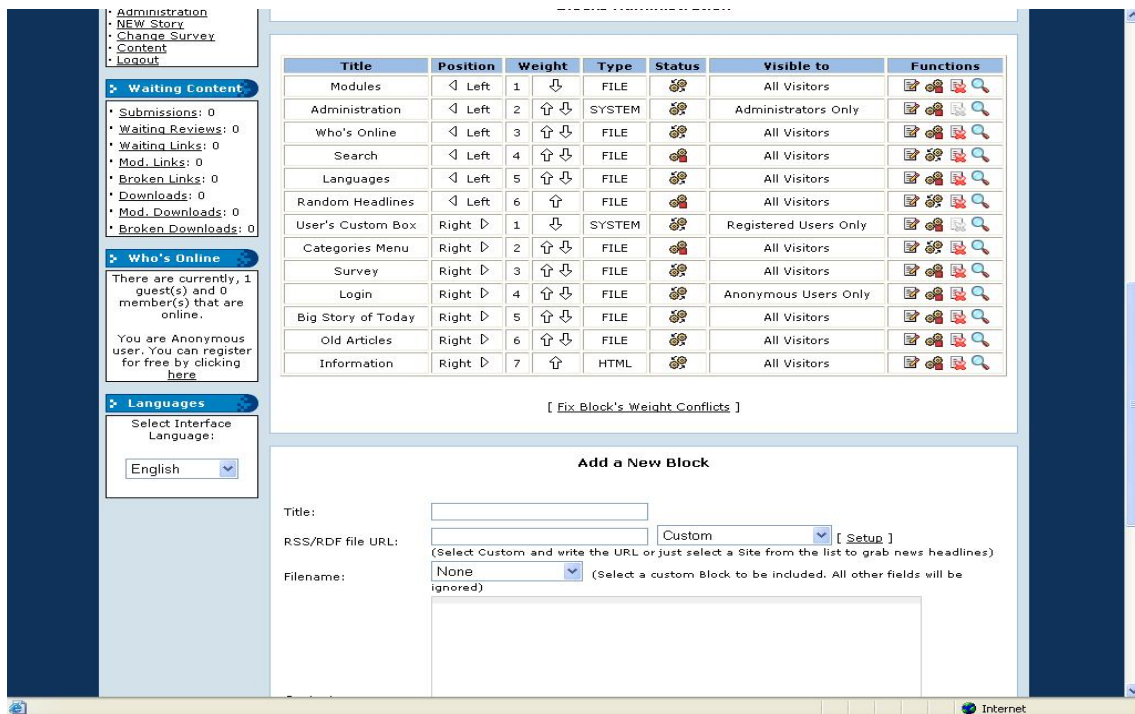 Administration
NEW Story
Change Survey
Content
Logout
Waiting Content
Submissions: 0
Waiting Reviews: 0
Waiting Links: 0
Mod. Links: 0
Broken Links: 0
Downloads: 0
Mod. Downloads: 0
Broken Downloads: 0
Who's Online
There are currently, 1
guest(s) and 0
member(s) that are
online.
You are Anonymous
user. You can register
for free by clicking
here
Languages
Select Interface
Language:
English
Title Position Weight Type Status Visible to Functions
Modules Left 1 FILE All Visitors
Administration Left 2 SYSTEM Administrators Only
Who's Online Left 3 FILE All Visitors
Search Left 4 FILE All Visitors
Languages Left 5 FILE All Visitors
Random Headlines Left 6 FILE All Visitors
User's Custom Box Right 1 SYSTEM Registered Users Only
Categories Menu Right 2 FILE All Visitors
Survey Right 3 FILE All Visitors
Login Right 4 FILE Anonymous Users Only
Big Story of Today Right 5 FILE All Visitors
Old Articles Right 6 FILE All Visitors
Information Right 7 HTML All Visitors
[ Fix Block's Weight Conflicts ]
Add a New Block
Title:
RSS/RDF file URL: Custom [ Setup ]
(Select Custom and write the URL or just select a Site from the list to grab news headlines)
Filename: None (Select a custom Block to be included. All other fields will be
ignored)
Internet